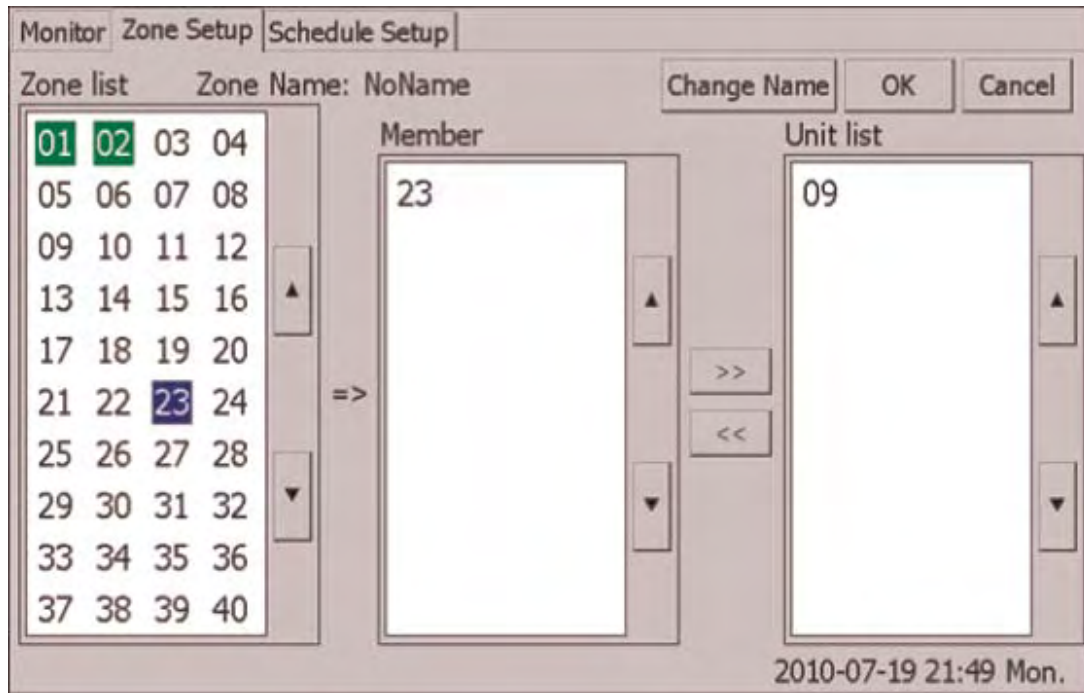 Monitor Zone Setup Schedule Setup
Zone list Zone Name: NoName Change Name OK Cancel
Member Unit list
01 02 03 04
05 06 07 08
09 10 11 12
13 14 15 16
17 18 19 20
21 22 23 24
25 26 27 28
29 30 31 32
33 34 35 36
37 38 39 40
=>
23
>>
<<
09
2010-07-19 21:49 Mon.